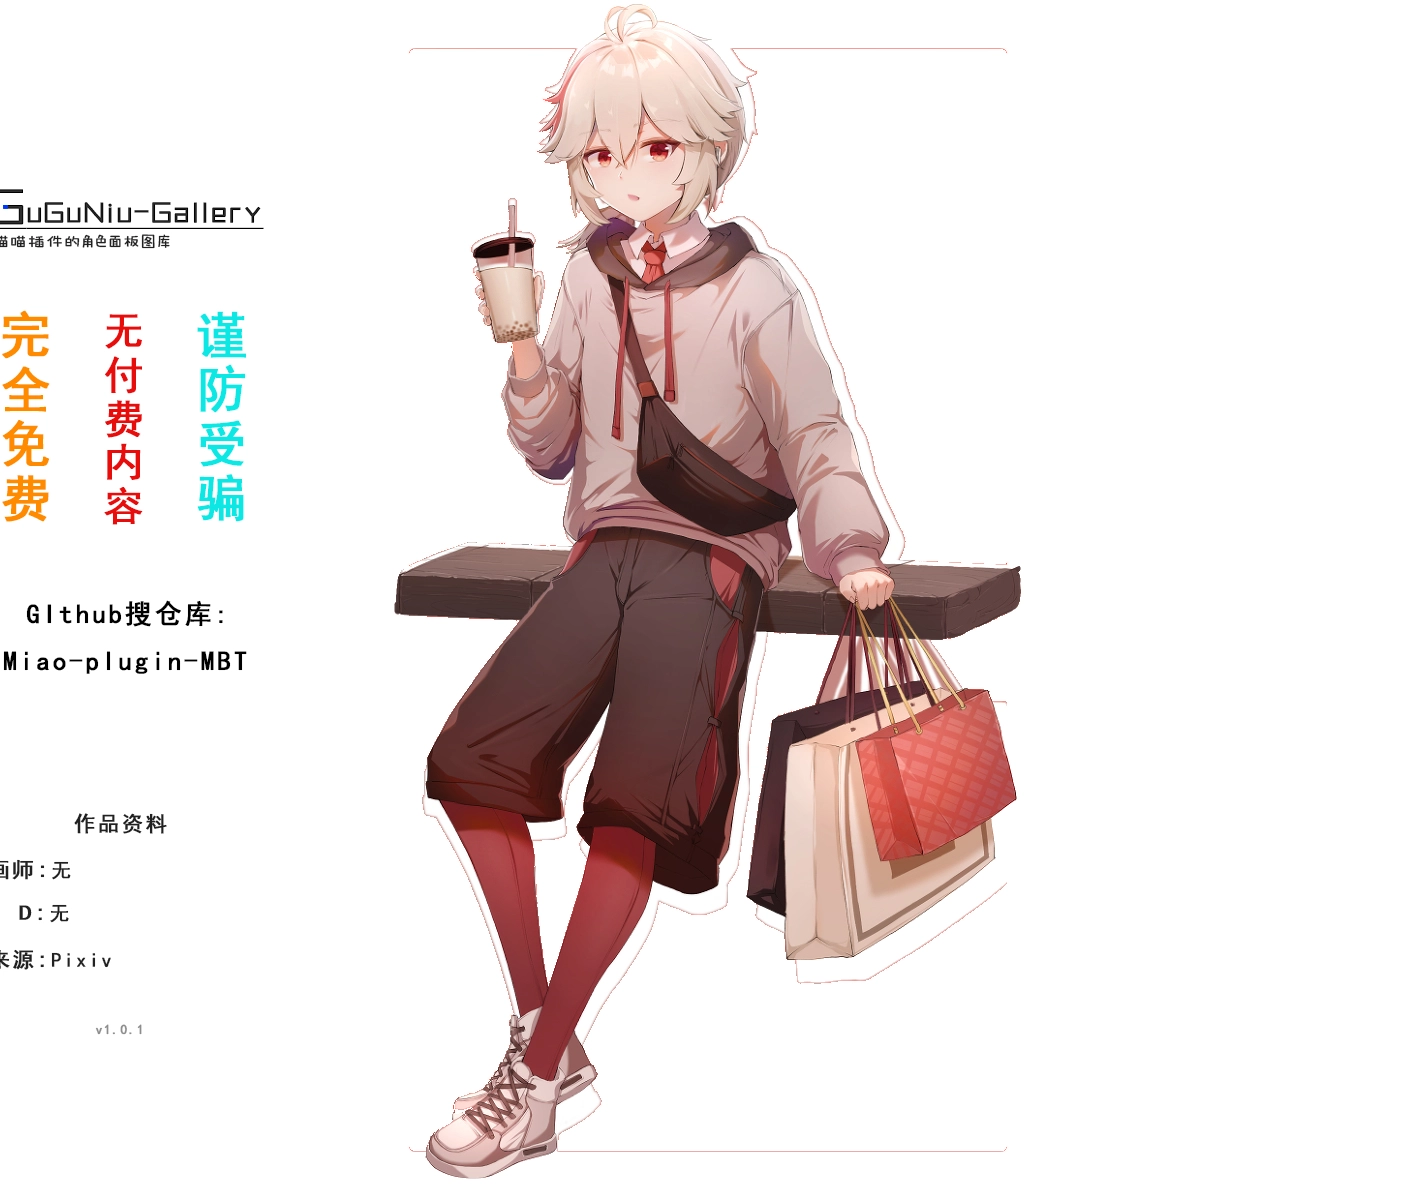 GuGuNiu-Gallery
喵喵插件的角色面板图库
完全免费
无付费内容
谨防受骗
GIthub搜仓库:
Miao-plugin-MBT
作品资料
画师:无
D:无
来源:Pixiv
v1.0.1